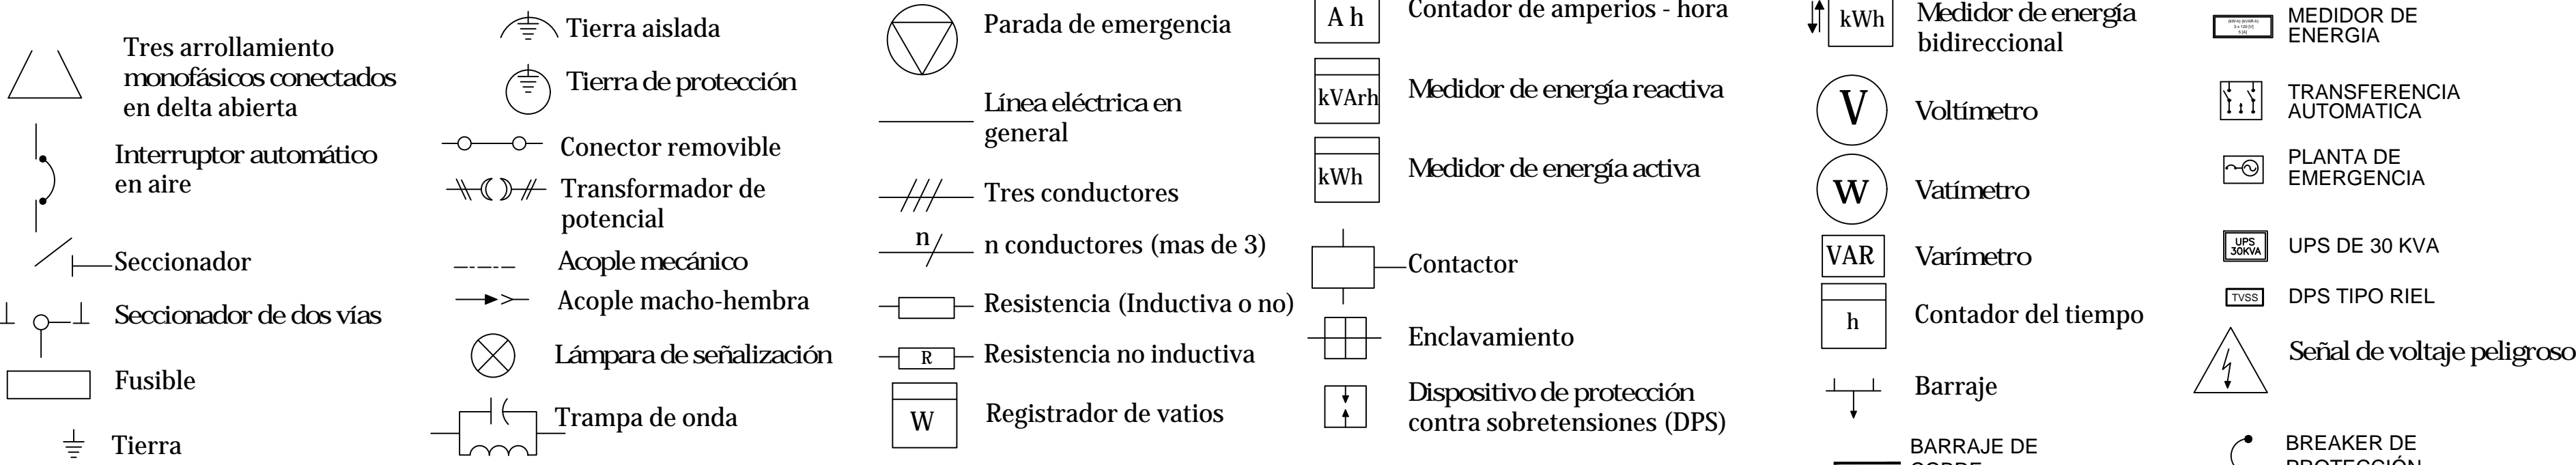 Tres arrollamiento
monofásicos conectados
en delta abierta
Interruptor automático
en aire
Seccionador
Seccionador de dos vías
Fusible
Tierra
Tierra aislada
Tierra de protección
Conector removible
Transformador de
potencial
Acople mecánico
Acople macho-hembra
Lámpara de señalización
Trampa de onda
Parada de emergencia
Línea eléctrica en
general
Tres conductores
n
n conductores (mas de 3)
Resistencia (Inductiva o no)
R
Resistencia no inductiva
W
Registrador de vatios
A h
Contador de amperios - hora
kVArh
Medidor de energía reactiva
kWh
Medidor de energía activa
Contactor
Enclavamiento
Dispositivo de protección
contra sobretensiones (DPS)
kWh
Medidor de energía
bidireccional
V
Voltímetro
W
Vatímetro
VAR
Varímetro
h
Contador del tiempo
Barraje
BARRAJE DE
COBRE
MEDIDOR DE
ENERGIA
TRANSFERENCIA
AUTOMATICA
PLANTA DE
EMERGENCIA
UPS
30KVA
UPS DE 30 KVA
TVSS
DPS TIPO RIEL
Señal de voltaje peligroso
BREAKER DE
PROTECCIÓN